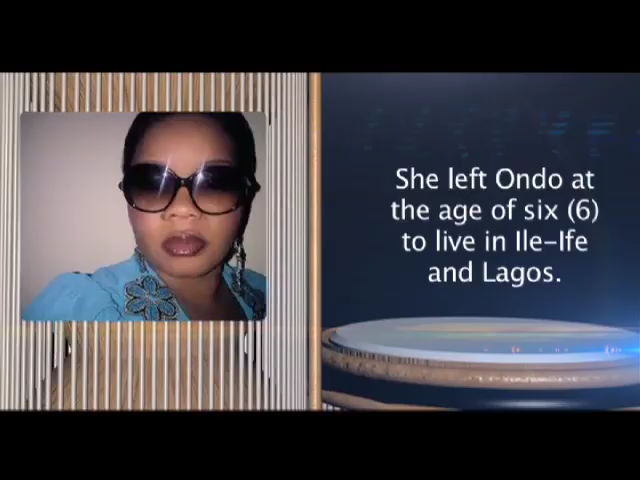 She left Ondo at
the age of six (6)
to live in Ile-Ife
and Lagos.